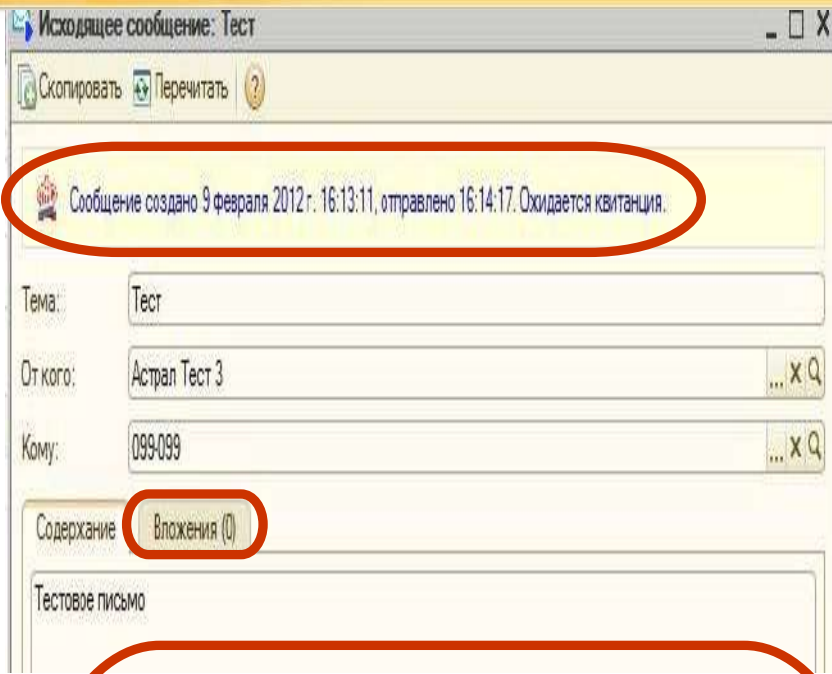 Исходящее сообщение: Тест
Скопировать Перечитать ?
Сообщение создано 9 февраля 2012 г. 16:13:11, отправлено 16:14:17. Ожидается квитанция.
Тема: Тест
От кого: Астрал Тест 3 ... X
Кому: 099-099 ... X
Содержание Вложения (0)
Тестовое письмо